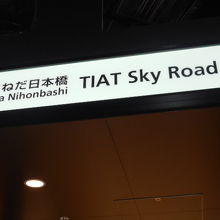 ねだ日本橋 TIAT Sky Road
a Nihonbashi